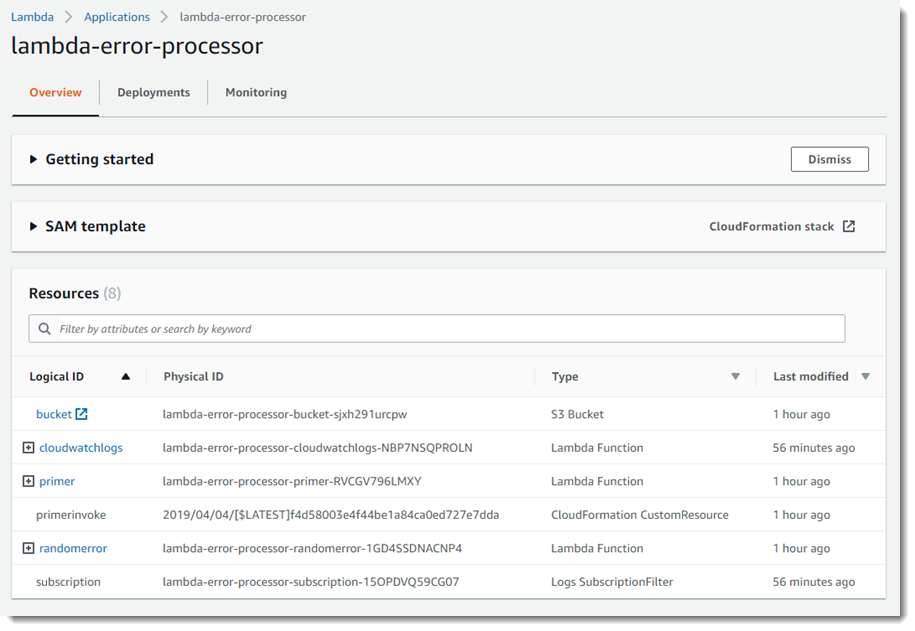 Lambda > Applications > lambda-error-processor
lambda-error-processor
Overview Deployments Monitoring
Getting started Dismiss
SAM template CloudFormation stack
Resources (8)
Filter by attributes or search by keyword
Logical ID Physical ID Type Last modified
bucket lambda-error-processor-bucket-sjxh291urcpw S3 Bucket 1 hour ago
cloudwatchlogs lambda-error-processor-cloudwatchlogs-NBP7NSQPROLN Lambda Function 56 minutes ago
primer lambda-error-processor-primer-RVCGV796LMXY Lambda Function 1 hour ago
primerinvoke 2019/04/04/[$LATEST]f4d58003e4f44be1a84ca0ed727e7dda CloudFormation CustomResource 1 hour ago
randomerror lambda-error-processor-randomerror-1GD4SSDNACNP4 Lambda Function 1 hour ago
subscription lambda-error-processor-subscription-15OPDVQ59CG07 Logs SubscriptionFilter 56 minutes ago